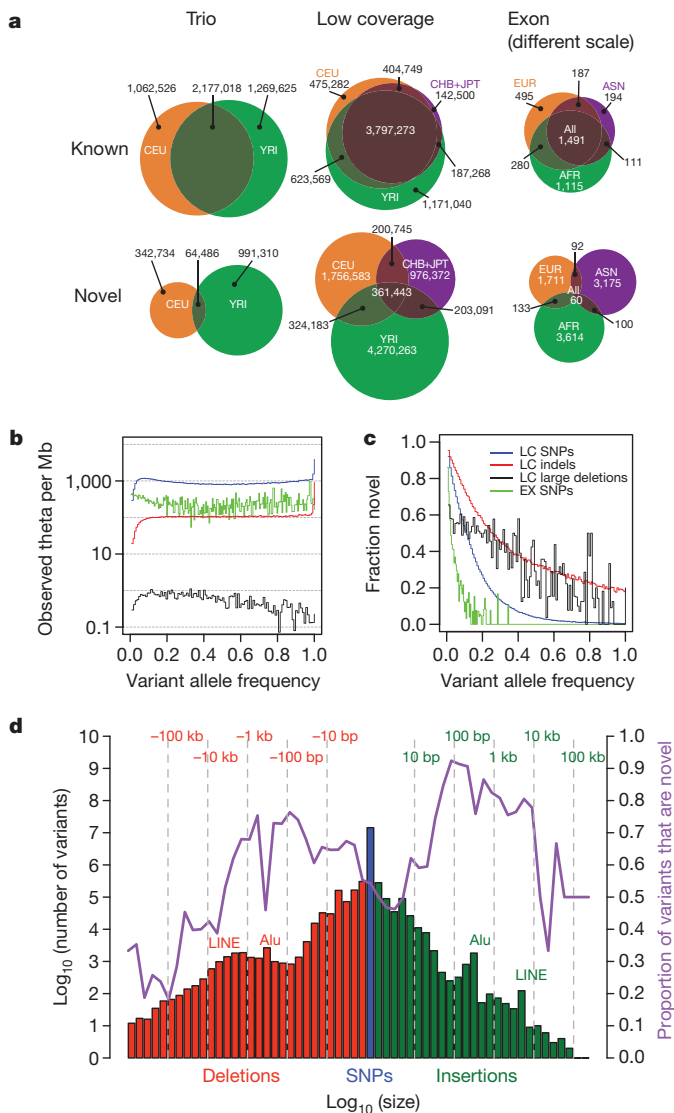 a
Trio
Low coverage
Exon
(different scale)
Known
1,062,526
2,177,018
1,269,625
CEU
YRI
CEU
475,282
404,749
CHB+JPT
142,500
3,797,273
623,569
187,268
YRI
1,171,040
EUR
495
187
ASN
194
All
1,491
280
111
AFR
1,115
Novel
342,734
64,486
991,310
CEU
YRI
200,745
CEU
1,756,583
CHB+JPT
976,372
361,443
324,183
203,091
YRI
4,270,263
92
EUR
1,711
ASN
3,175
All
60
133
100
AFR
3,614
b
Observed theta per Mb
1,000
10
0.1
0.0 0.2 0.4 0.6 0.8 1.0
Variant allele frequency
c
Fraction novel
1.0
0.8
0.6
0.4
0.2
0.0
LC SNPs
LC indels
LC large deletions
EX SNPs
0.0 0.2 0.4 0.6 0.8 1.0
Variant allele frequency
d
Log10 (number of variants)
10
9
8
7
6
5
4
3
2
1
0
−100 kb
−10 kb
−1 kb
−100 bp
−10 bp
10 bp
100 bp
1 kb
10 kb
100 kb
LINE
Alu
Alu
LINE
1.0
0.9
0.8
0.7
0.6
0.5
0.4
0.3
0.2
0.1
0.0
Proportion of variants that are novel
Deletions
SNPs
Insertions
Log10 (size)